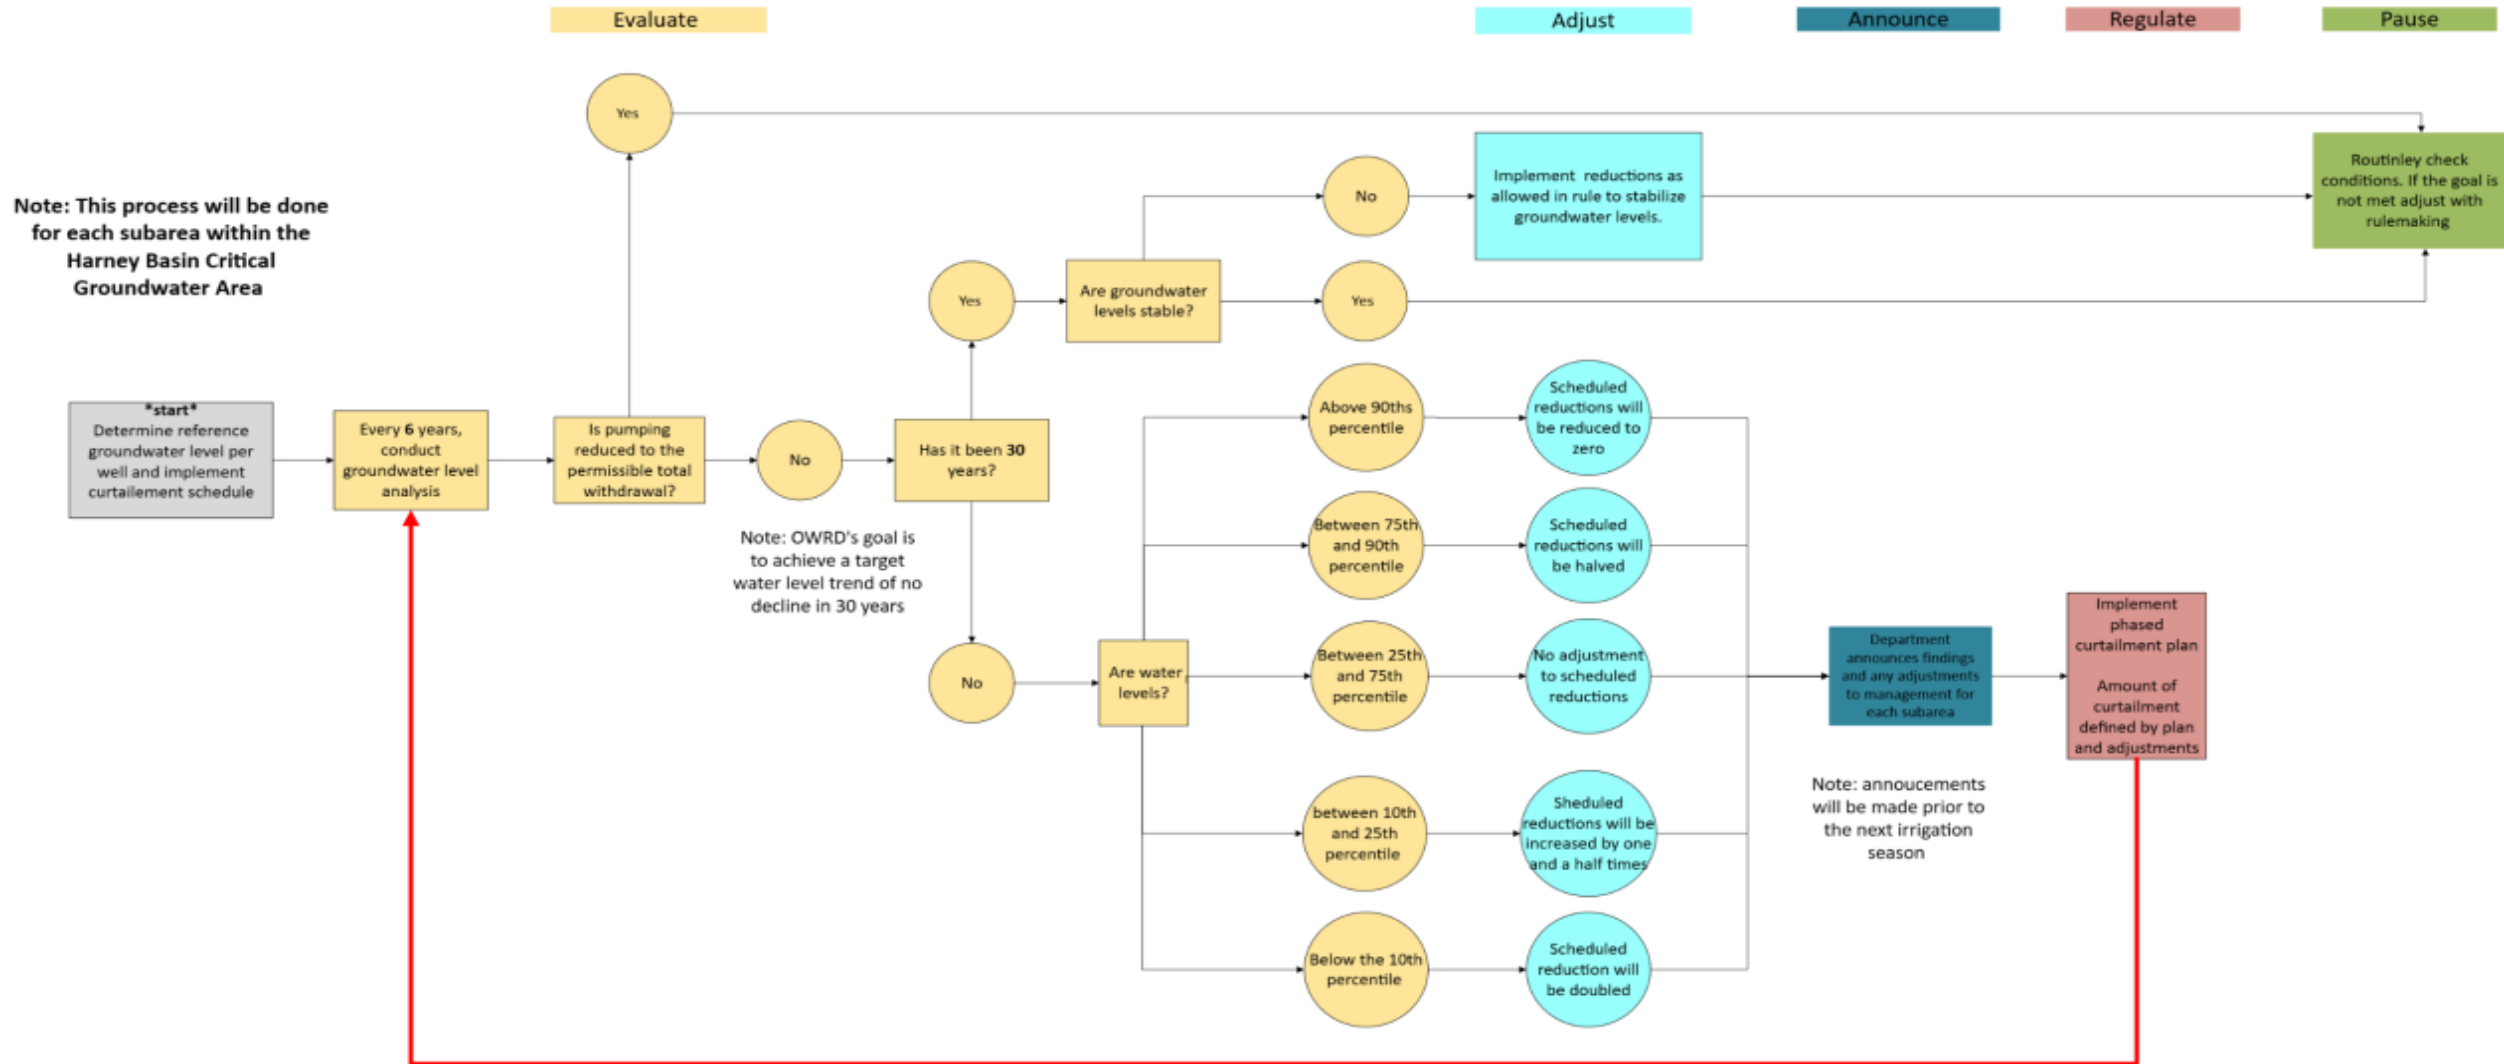 Evaluate
Adjust
Announce
Regulate
Pause
Yes
Note: This process will be done
for each subarea within the
Harney Basin Critical
Groundwater Area
No
Implement  reductions as
allowed in rule to stabilize
groundwater levels.
Routinley check
conditions. If the goal is
not met adjust with
rulemaking
Yes
Are groundwater
levels stable?
Yes
*start*
Determine reference
groundwater level per
well and implement
curtailement schedule
Every 6 years,
conduct
groundwater level
analysis
Is pumping
reduced to the
permissible total
withdrawal?
No
Has it been 30
years?
Note: OWRD's goal is
to achieve a target
water level trend of no
decline in 30 years
No
Are water
levels?
Above 90ths
percentile
Scheduled
reductions will
be reduced to
zero
Between 75th
and 90th
percentile
Scheduled
reductions will
be halved
Between 25th
and 75th
percentile
No adjustment
to scheduled
reductions
between 10th
and 25th
percentile
Sheduled
reductions will be
increased by one
and a half times
Below the 10th
percentile
Scheduled
reduction will
be doubled
Department
announces findings
and any adjustments
to management for
each subarea
Note: annoucements
will be made prior to
the next irrigation
season
Implement
phased
curtailment plan
Amount of
curtailment
defined by plan
and adjustments